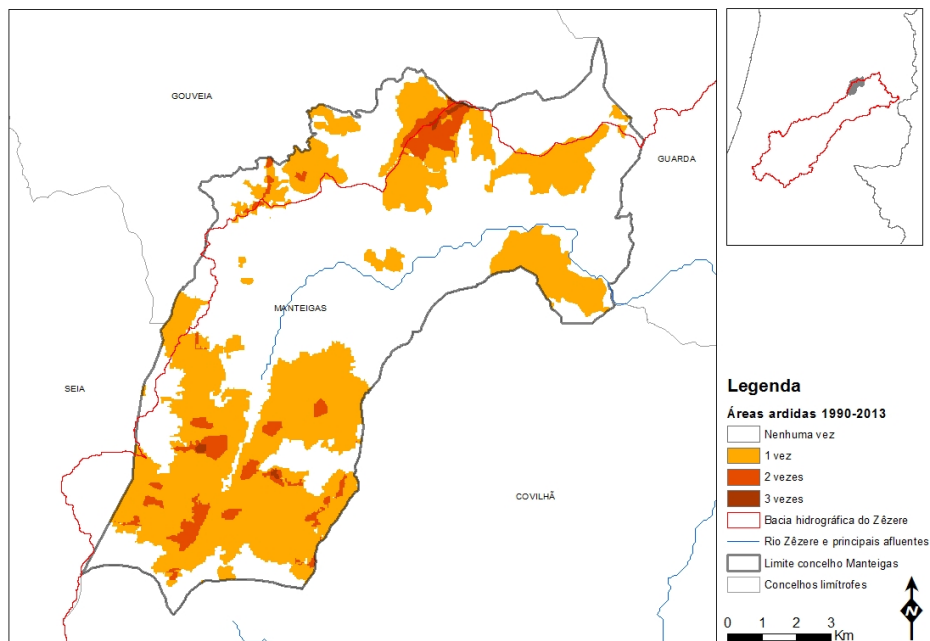 GOUVEIA
GUARDA
MANTEIGAS
SEIA
COVILHÃ
Legenda
Áreas ardidas 1990-2013
Nenhuma vez
1 vez
2 vezes
3 vezes
Bacia hidrográfica do Zêzere
Rio Zêzere e principais afluentes
Limite concelho Manteigas
Concelhos limítrofes
N
0 1 2 3
Km